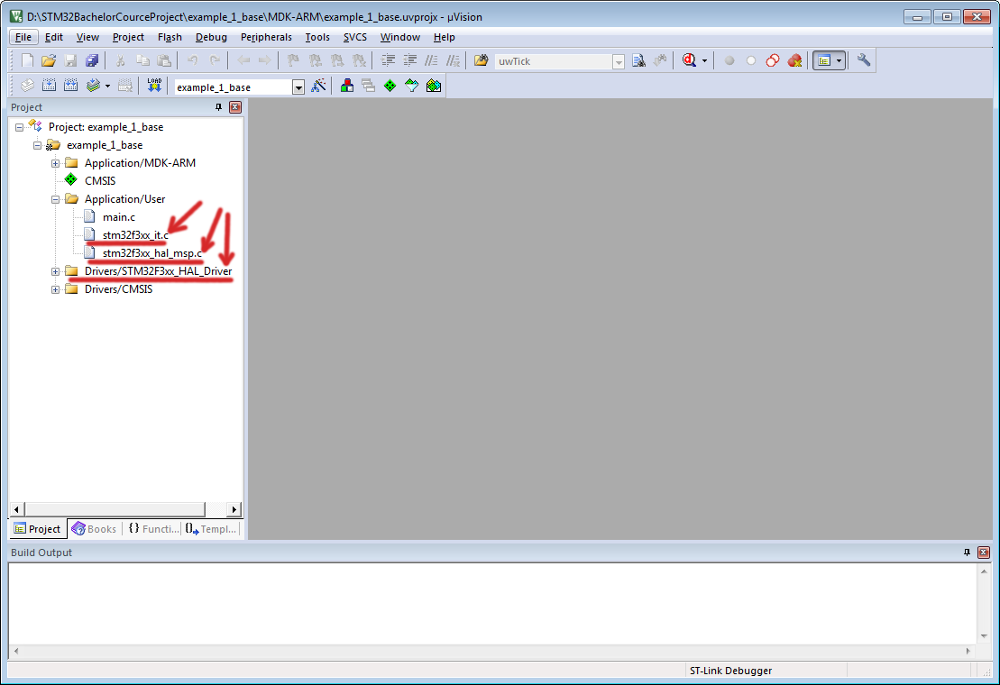 D:\STM32BachelorCourceProject\example_1_base\MDK-ARM\example_1_base.uvprojx - µVision
File Edit View Project Flash Debug Peripherals Tools SVCS Window Help
uwTick
LOAD example_1_base
Project
Project: example_1_base
example_1_base
Application/MDK-ARM
CMSIS
Application/User
main.c
stm32f3xx_it.c
stm32f3xx_hal_msp.c
Drivers/STM32F3xx_HAL_Driver
Drivers/CMSIS
Project Books {} Functi... {} Templ...
Build Output
ST-Link Debugger